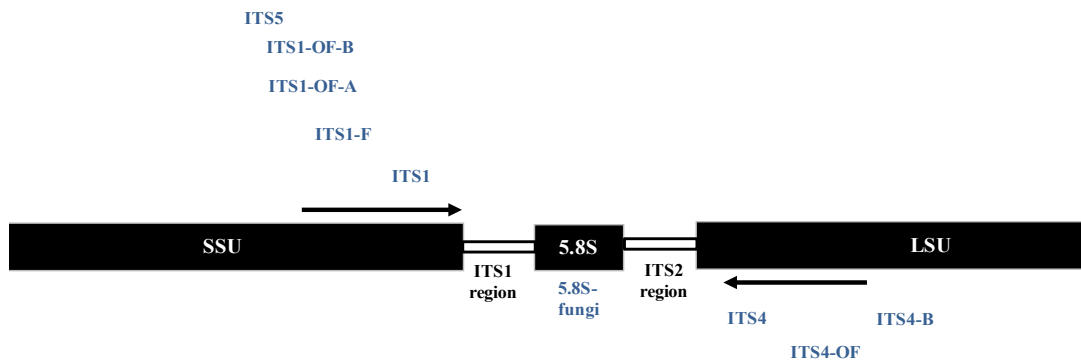 ITS5
ITS1-OF-B
ITS1-OF-A
ITS1-F
ITS1
SSU
5.8S
LSU
ITS1
region
5.8S-
fungi
ITS2
region
ITS4
ITS4-B
ITS4-OF